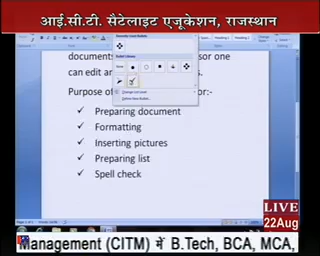 आई.सी.टी. सैटेलाइट एजूकेशन, राजस्थान
documents
sor one
can edit an
s.
Purpose of
or:-
Preparing document
Formatting
Inserting pictures
Preparing list
Spell check
LIVE
22Aug
Management (CITM) में B.Tech, BCA, MCA,